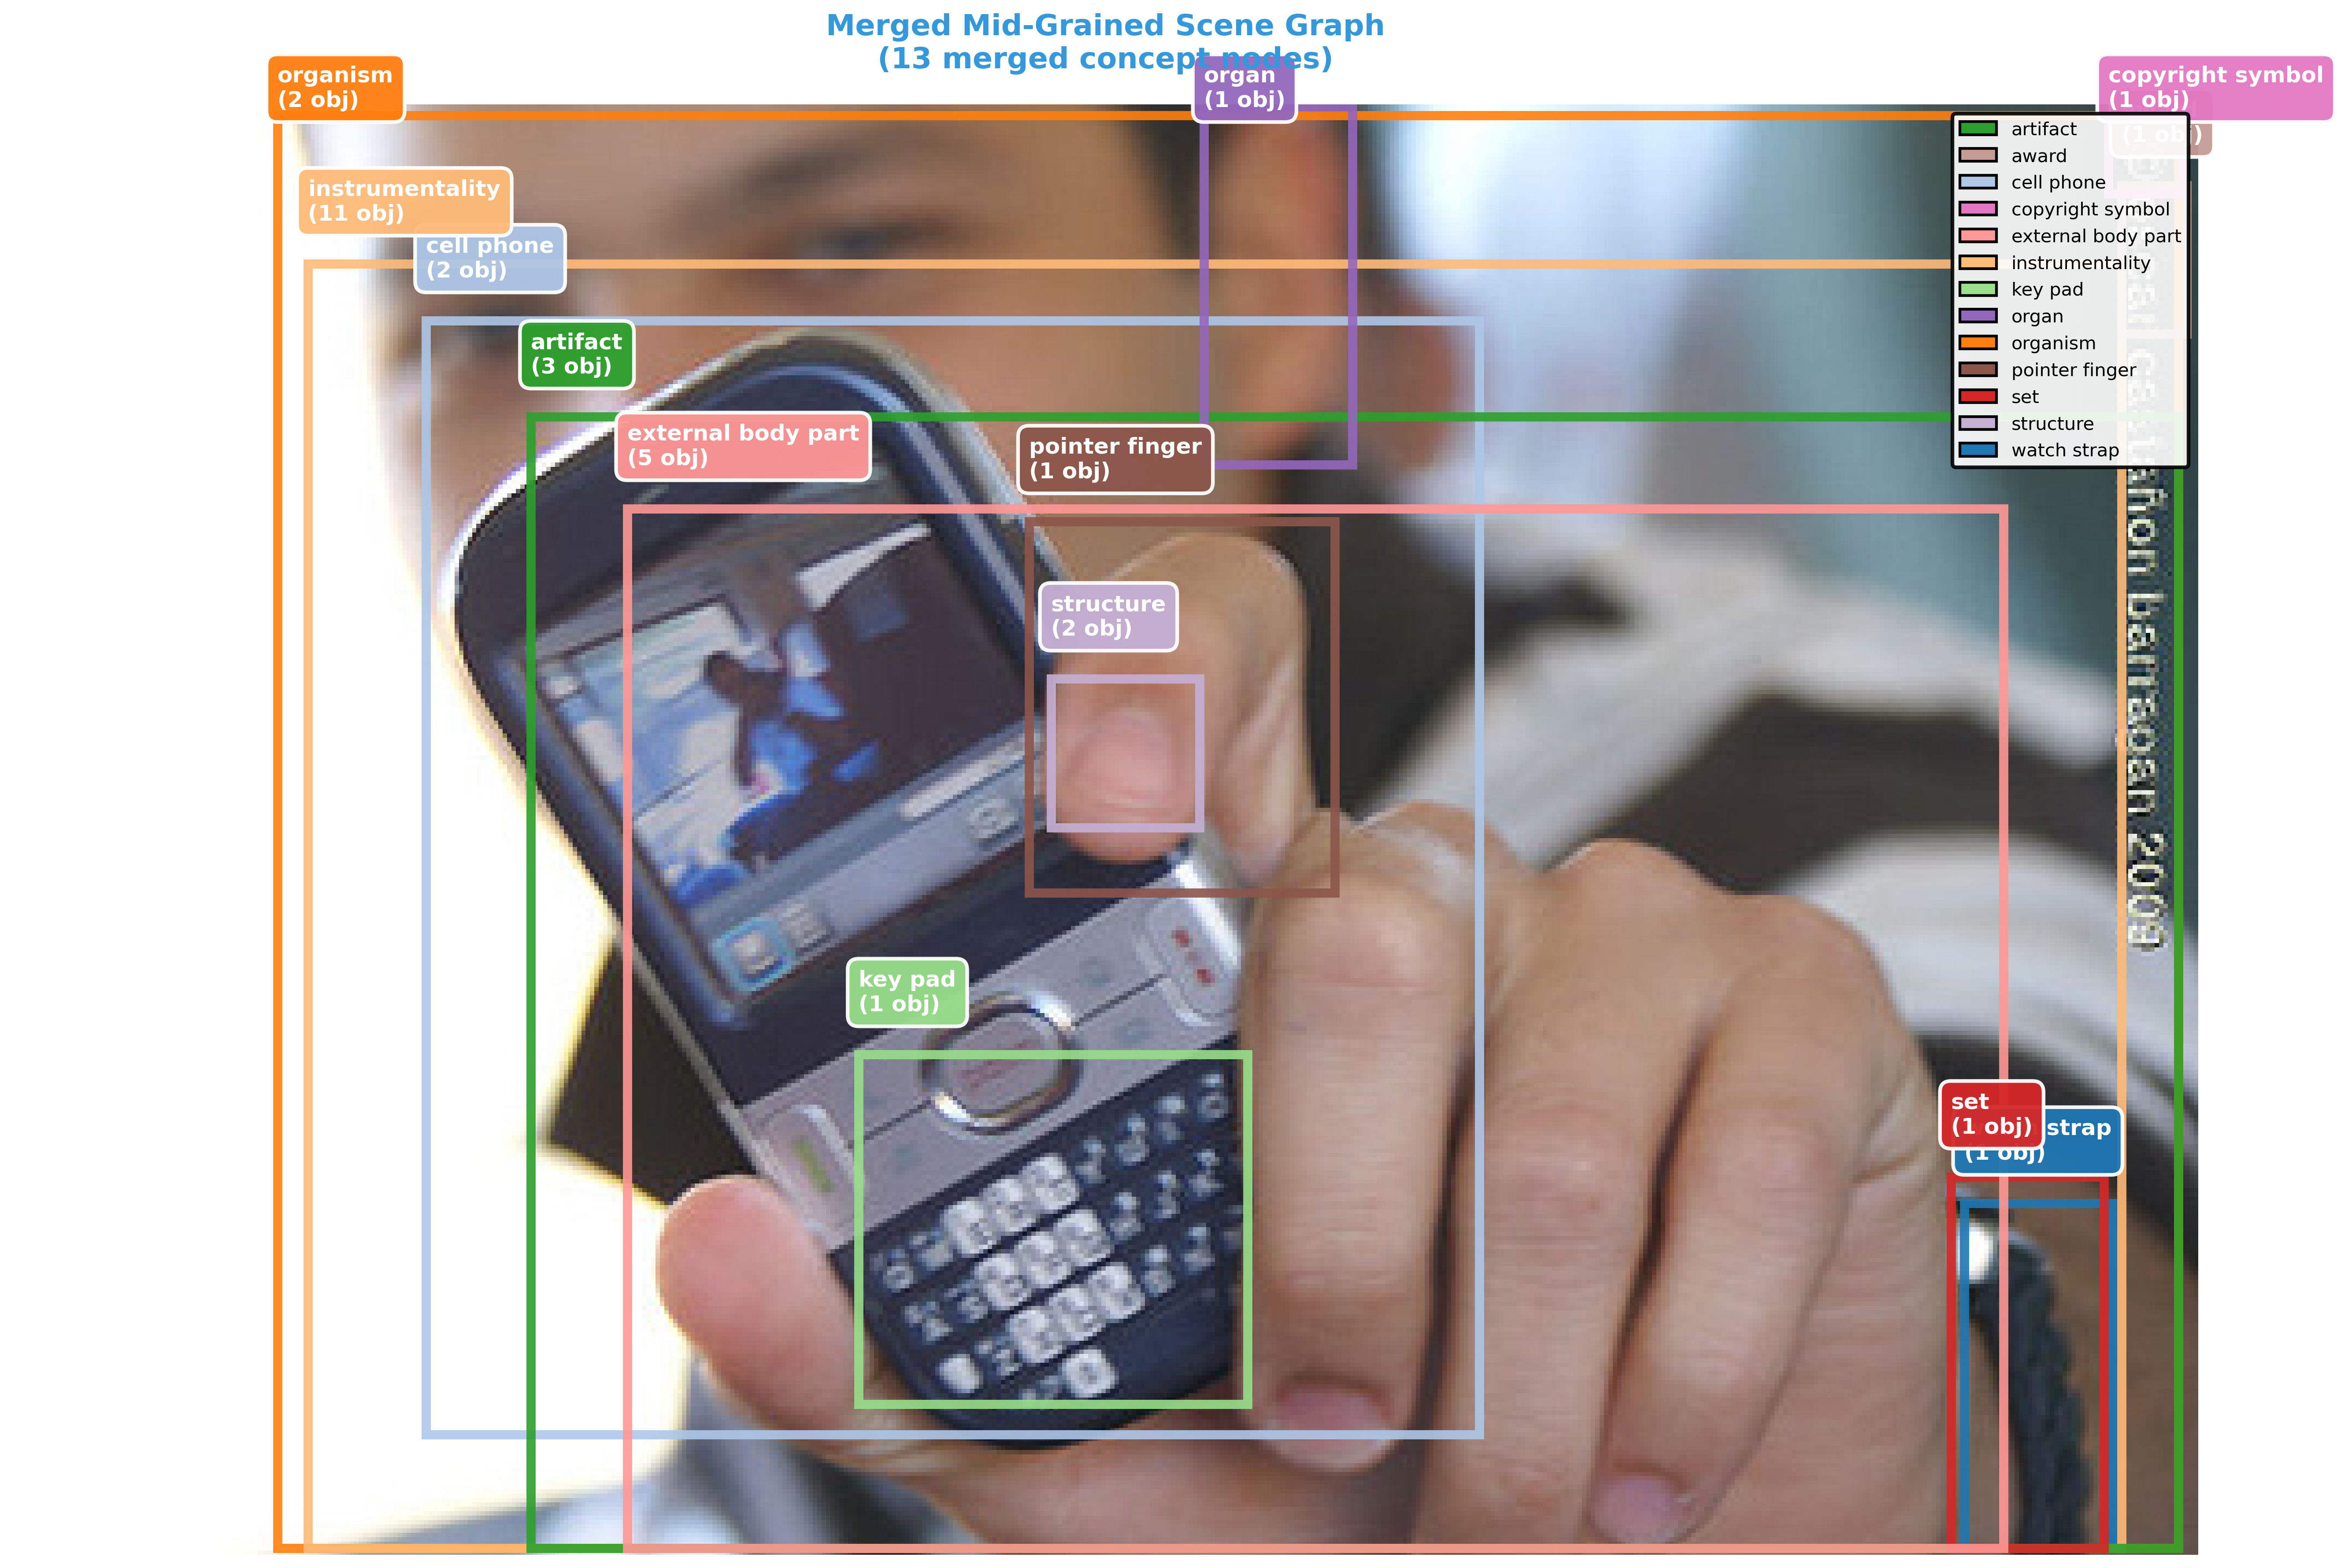 Merged Mid-Grained Scene Graph
(13 merged concept nodes)
organism
(2 obj)
organ
(1 obj)
copyright symbol
(1 obj)
(1 obj)
instrumentality
(11 obj)
cell phone
(2 obj)
artifact
(3 obj)
external body part
(5 obj)
pointer finger
(1 obj)
structure
(2 obj)
key pad
(1 obj)
set
(1 obj)
strap
(1 obj)
artifact
award
cell phone
copyright symbol
external body part
instrumentality
key pad
organ
organism
pointer finger
set
structure
watch strap
barcoen 2009